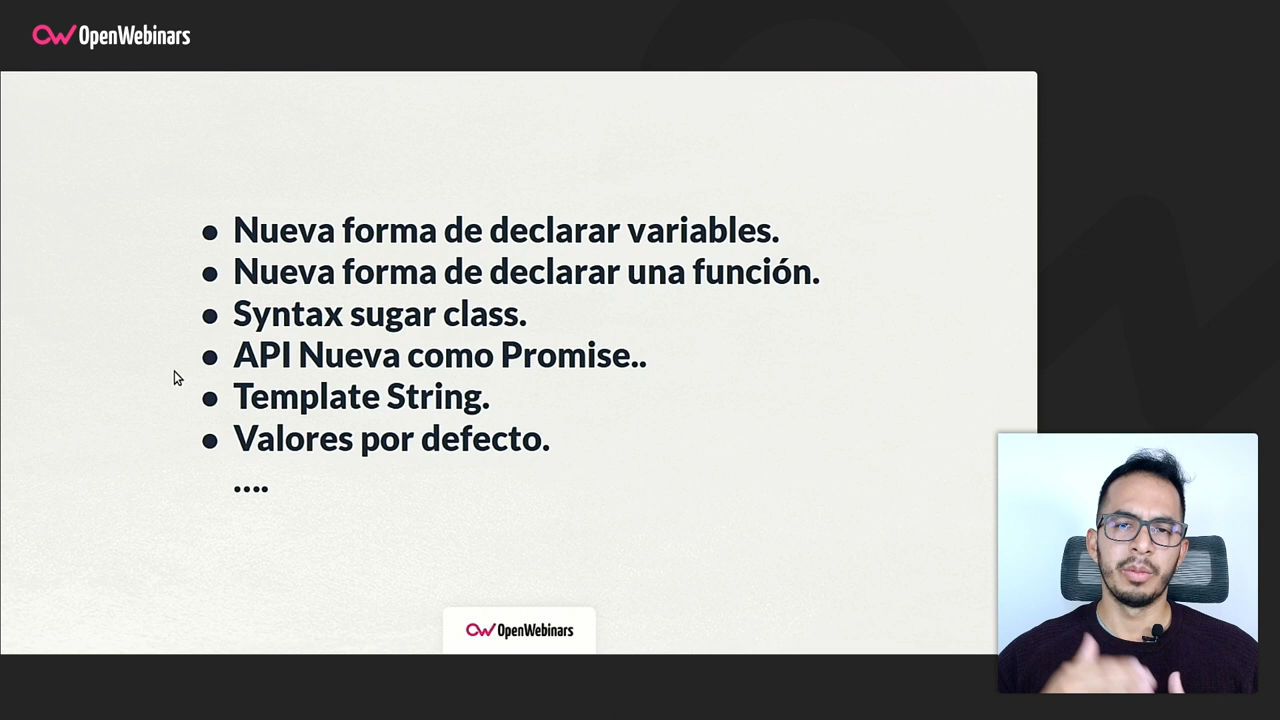 OpenWebinars
• Nueva forma de declarar variables.
• Nueva forma de declarar una función.
• Syntax sugar class.
• API Nueva como Promise..
• Template String.
• Valores por defecto.
....
OpenWebinars